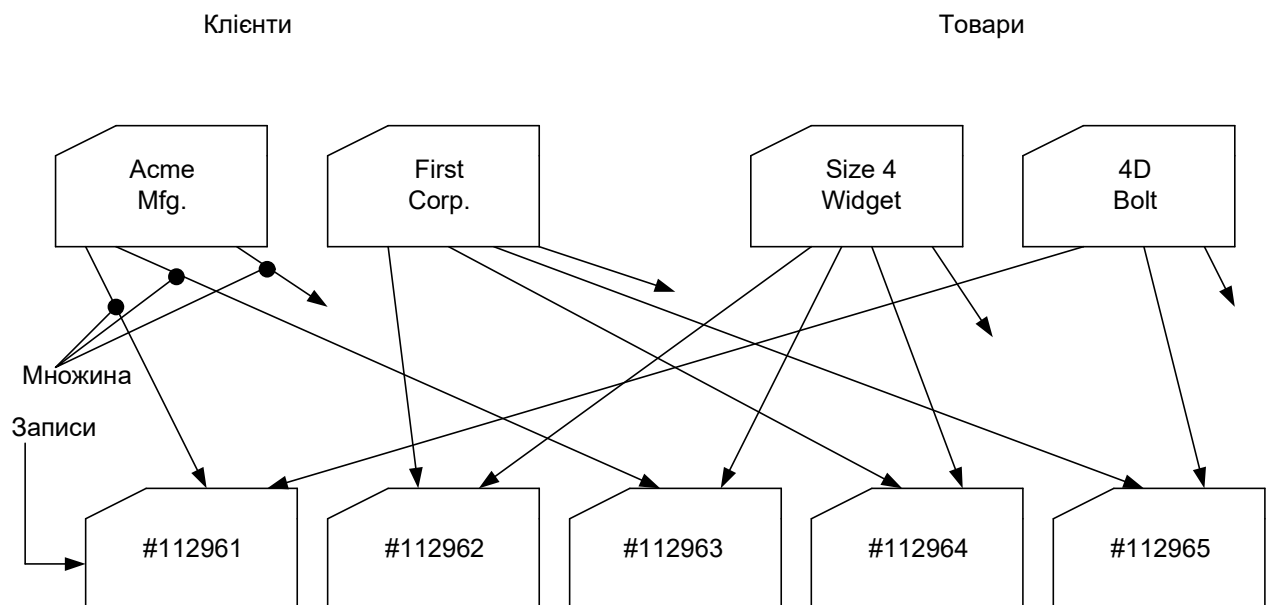 Клієнти
Товари
Acme
Mfg.
First
Corp.
Size 4
Widget
4D
Bolt
Множина
Записи
#112961
#112962
#112963
#112964
#112965